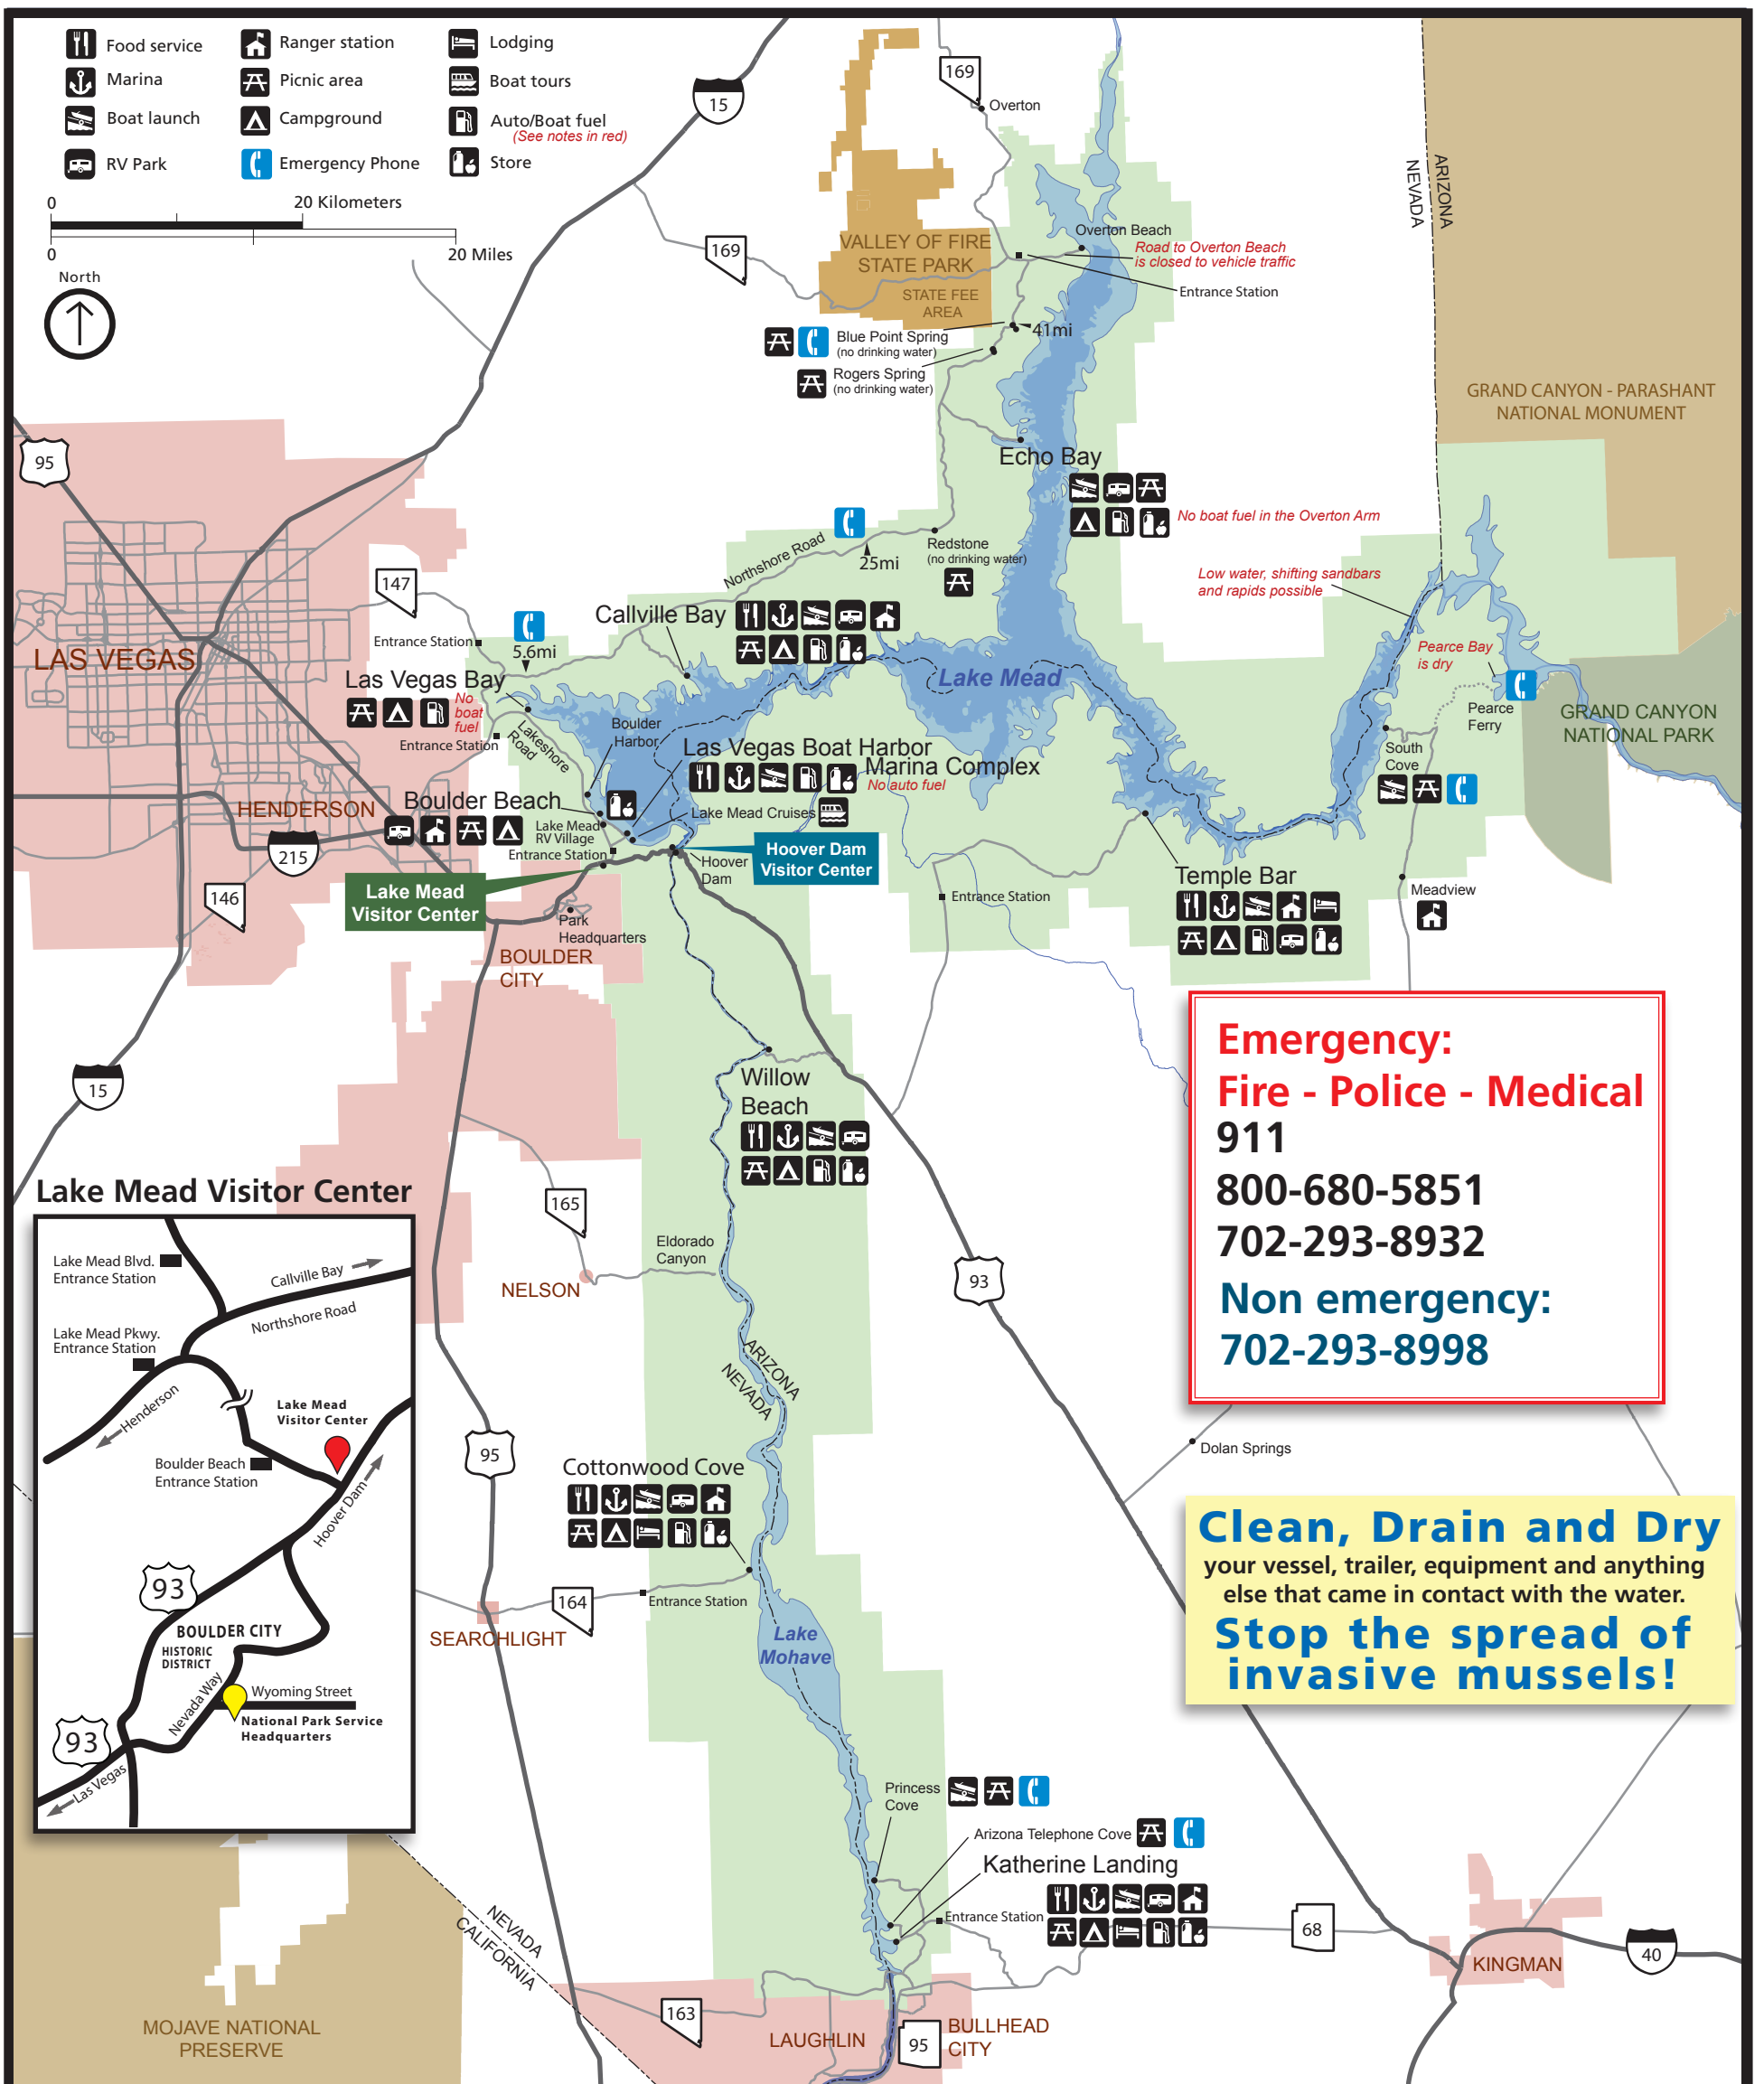 Food service
Marina
Boat launch
RV Park
Ranger station
Picnic area
Campground
Emergency Phone
Lodging
Boat tours
Auto/Boat fuel
(See notes in red)
Store
0
20 Kilometers
0
20 Miles
North
15
169
Overton
169
VALLEY OF FIRE
STATE PARK
STATE FEE
AREA
Overton Beach
Road to Overton Beach
is closed to vehicle traffic
Entrance Station
ARIZONA
NEVADA
Blue Point Spring
(no drinking water)
41mi
Rogers Spring
(no drinking water)
GRAND CANYON - PARASHANT
NATIONAL MONUMENT
95
Echo Bay
No boat fuel in the Overton Arm
Northshore Road
25mi
Redstone
(no drinking water)
147
Low water, shifting sandbars
and rapids possible
Callville Bay
Entrance Station
5.6mi
LAS VEGAS
Las Vegas Bay
No
boat
fuel
Lake Mead
Pearce Bay
is dry
Pearce
Ferry
GRAND CANYON
NATIONAL PARK
Entrance Station
Lakeshore
Road
Boulder
Harbor
Las Vegas Boat Harbor
Marina Complex
No auto fuel
South
Cove
HENDERSON
Boulder Beach
Lake Mead Cruises
Lake Mead
RV Village
Entrance Station
215
Hoover Dam
Visitor Center
Hoover
Dam
Lake Mead
Visitor Center
146
Park
Headquarters
BOULDER
CITY
Entrance Station
Temple Bar
Meadview
15
Willow
Beach
Emergency:
Fire - Police - Medical
911
800-680-5851
702-293-8932
Non emergency:
702-293-8998
165
Eldorado
Canyon
NELSON
93
ARIZONA
NEVADA
95
Dolan Springs
Cottonwood Cove
Clean, Drain and Dry
your vessel, trailer, equipment and anything
else that came in contact with the water.
Stop the spread of
invasive mussels!
164
Entrance Station
SEARCHLIGHT
Lake
Mohave
Lake Mead Visitor Center
Lake Mead Blvd.
Entrance Station
Callville Bay
Northshore Road
Lake Mead Pkwy.
Entrance Station
Henderson
Lake Mead
Visitor Center
Boulder Beach
Entrance Station
Hoover Dam
93
BOULDER CITY
HISTORIC
DISTRICT
Nevada Way
Wyoming Street
National Park Service
Headquarters
93
Las Vegas
Princess
Cove
Arizona Telephone Cove
Katherine Landing
Entrance Station
68
KINGMAN
40
NEVADA
CALIFORNIA
MOJAVE NATIONAL
PRESERVE
163
LAUGHLIN
95
BULLHEAD
CITY